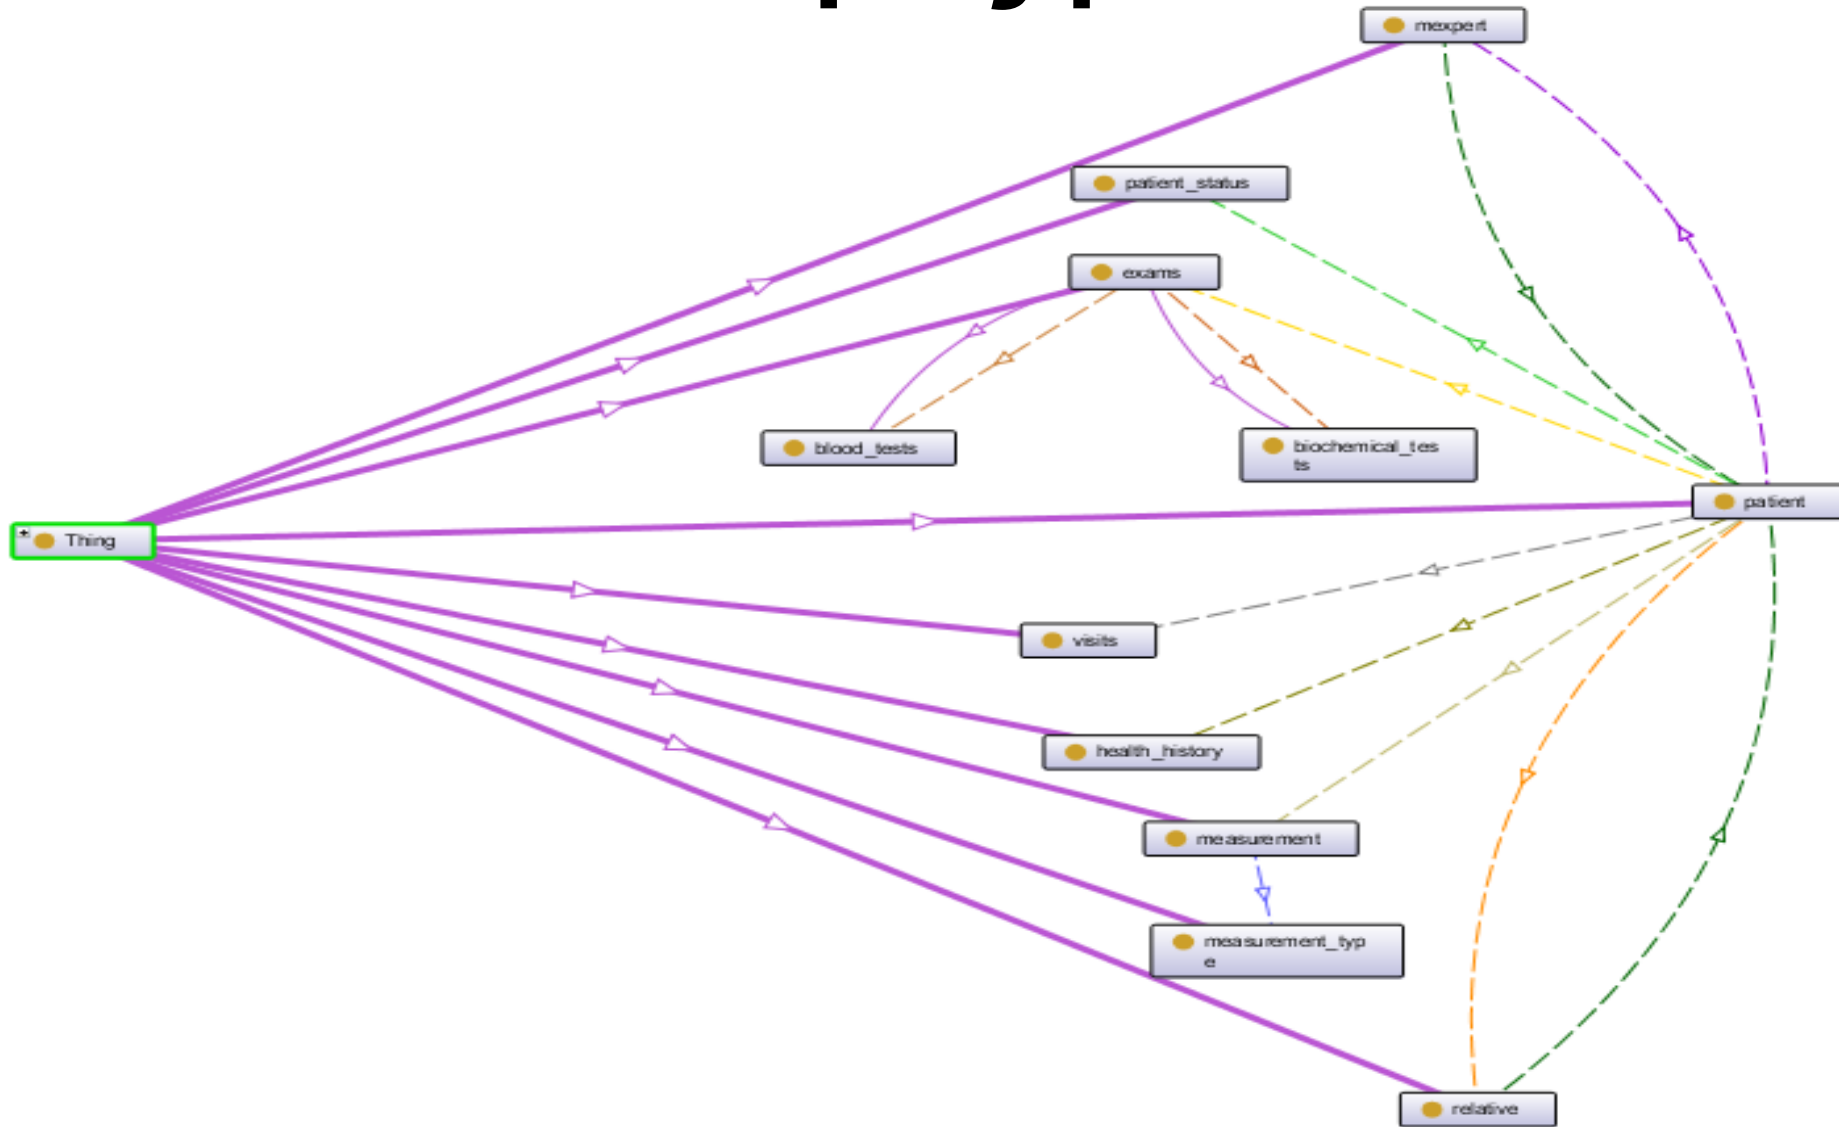 mexpert
patient_status
exams
blood_tests
biochemical_tes
ts
patient
Thing
visits
health_history
measurement
measurement_typ
e
relative